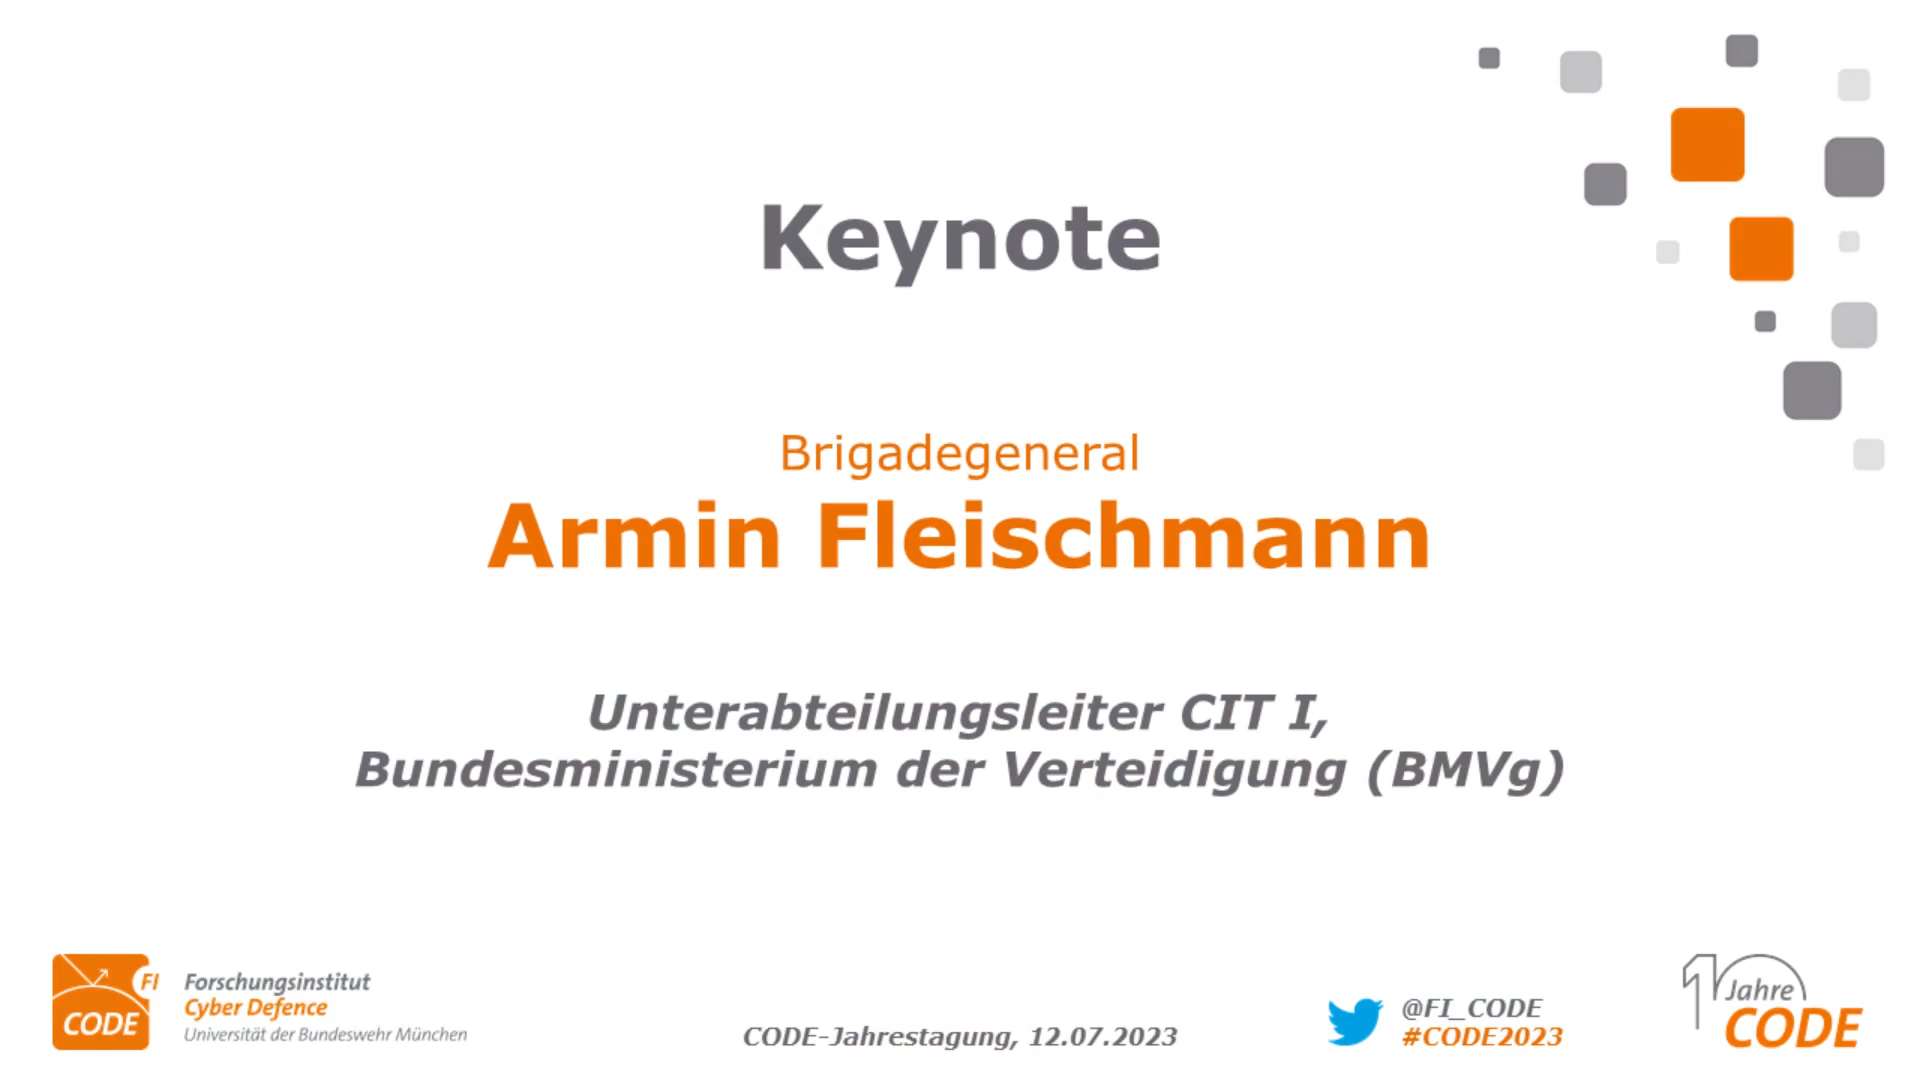 Keynote
Brigadegeneral
Armin Fleischmann
Unterabteilungsleiter CIT I,
Bundesministerium der Verteidigung (BMVg)
FI
CODE
Forschungsinstitut
Cyber Defence
Universität der Bundeswehr München
CODE-Jahrestagung, 12.07.2023
@FI_CODE
#CODE2023
10 Jahre
CODE